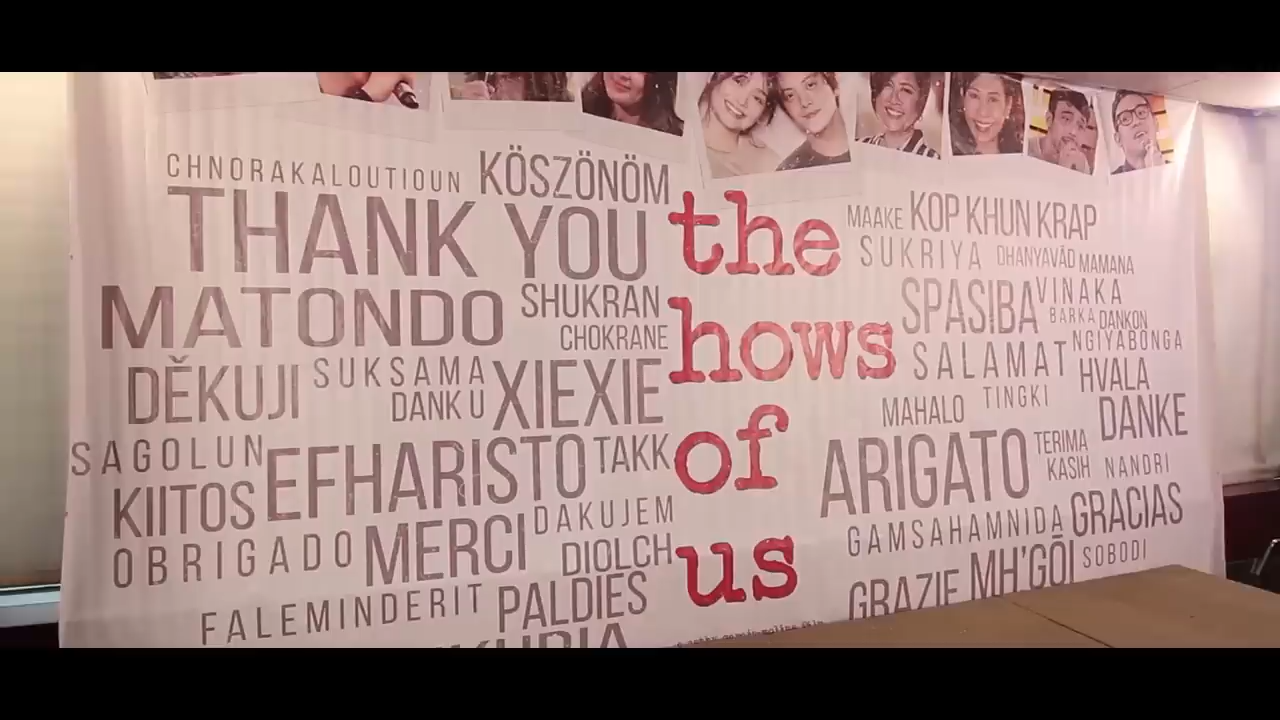 CHNORAKALOUTIOUN KÖSZÖNÖM
THANK YOU
MATONDO SHUKRAN
CHOKRANE
DĚKUJI SUKSAMA XIEXIE
DANK U
SAGOLUN EFHARISTO TAKK
KIITOS
OBRIGADO MERCI DAKUJEM
DIOLCH
FALEMINDERIT PALDIES
the
hows
of
us
MAAKE KOP KHUN KRAP
SUKRIYA DHANYAVĀD MAMANA
SPASIBA VINAKA
BARKA DANKON
SALAMAT NGIYABONGA
TINGKI HVALA
MAHALO DANKE
ARIGATO TERIMA
KASIH NANDRI
GAMSAHAMNIDA GRACIAS
GRAZIE MH'GŌI SOBODI